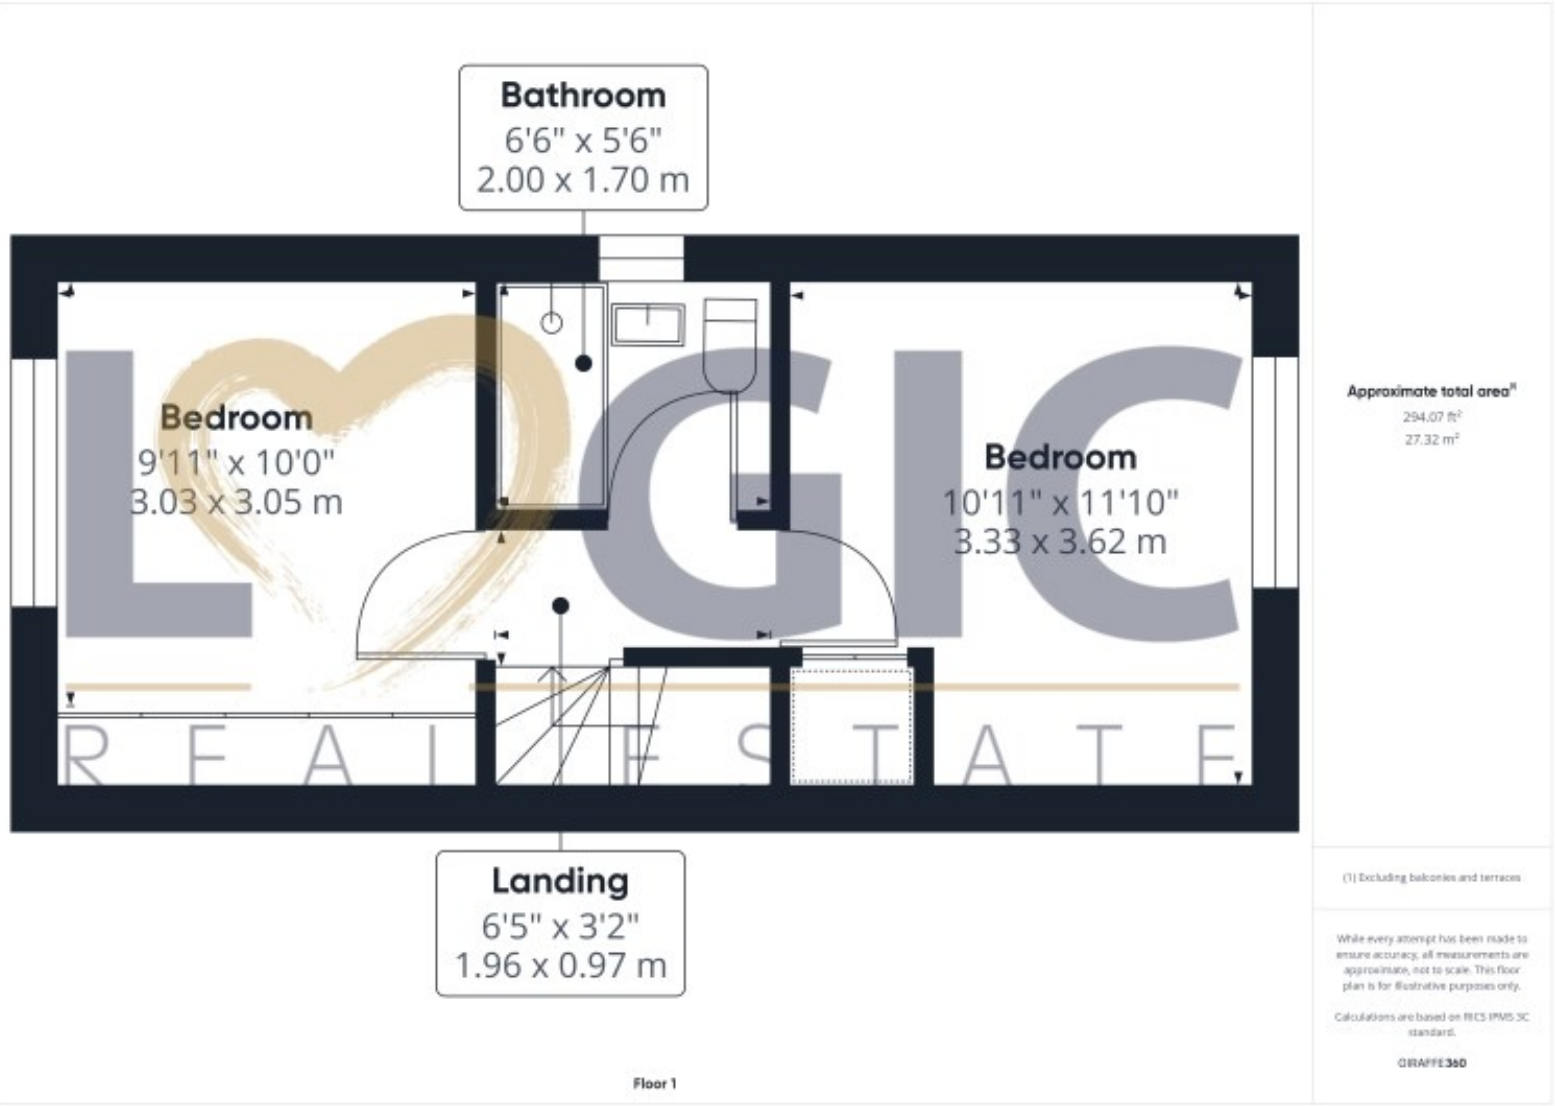 Bathroom
6'6" x 5'6"
2.00 x 1.70 m
Bedroom
9'11" x 10'0"
3.03 x 3.05 m
Bedroom
10'11" x 11'10"
3.33 x 3.62 m
L GIC
REAL ESTATE
Landing
6'5" x 3'2"
1.96 x 0.97 m
Floor 1
Approximate total area(1)
294.07 ft²
27.32 m²
(1) Excluding balconies and terraces
While every attempt has been made to
ensure accuracy, all measurements are
approximate, not to scale. This floor
plan is for illustrative purposes only.
Calculations are based on RICS IPMS 3C
standard.
GIRAFFE360